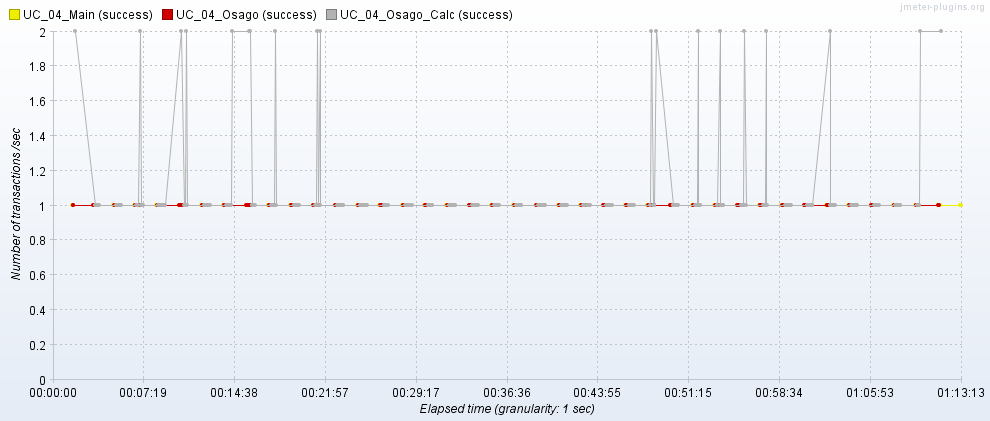 UC_04_Main (success) UC_04_Osago (success) UC_04_Osago_Calc (success)
jmeter-plugins.org
Number of transactions /sec
2
1.8
1.6
1.4
1.2
1
0.8
0.6
0.4
0.2
0
00:00:00 00:07:19 00:14:38 00:21:57 00:29:17 00:36:36 00:43:55 00:51:15 00:58:34 01:05:53 01:13:13
Elapsed time (granularity: 1 sec)